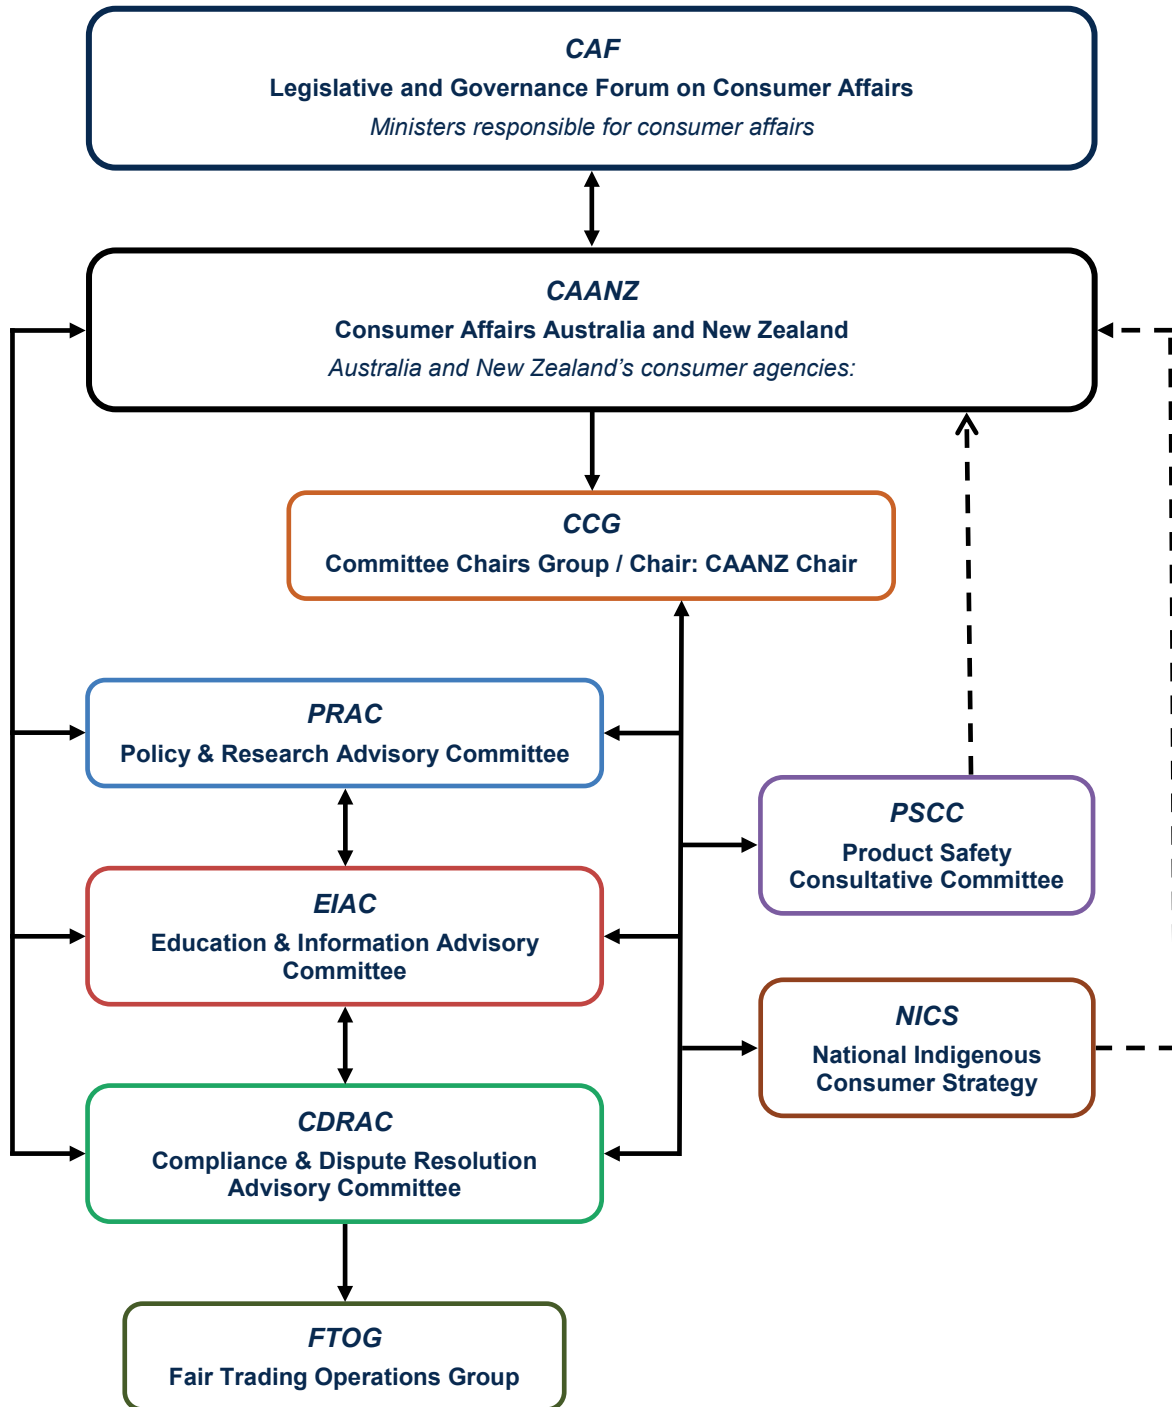 CAF
Legislative and Governance Forum on Consumer Affairs
Ministers responsible for consumer affairs
CAANZ
Consumer Affairs Australia and New Zealand
Australia and New Zealand’s consumer agencies:
CCG
Committee Chairs Group / Chair: CAANZ Chair
PRAC
Policy & Research Advisory Committee
PSCC
Product Safety
Consultative Committee
EIAC
Education & Information Advisory
Committee
NICS
National Indigenous
Consumer Strategy
CDRAC
Compliance & Dispute Resolution
Advisory Committee
FTOG
Fair Trading Operations Group